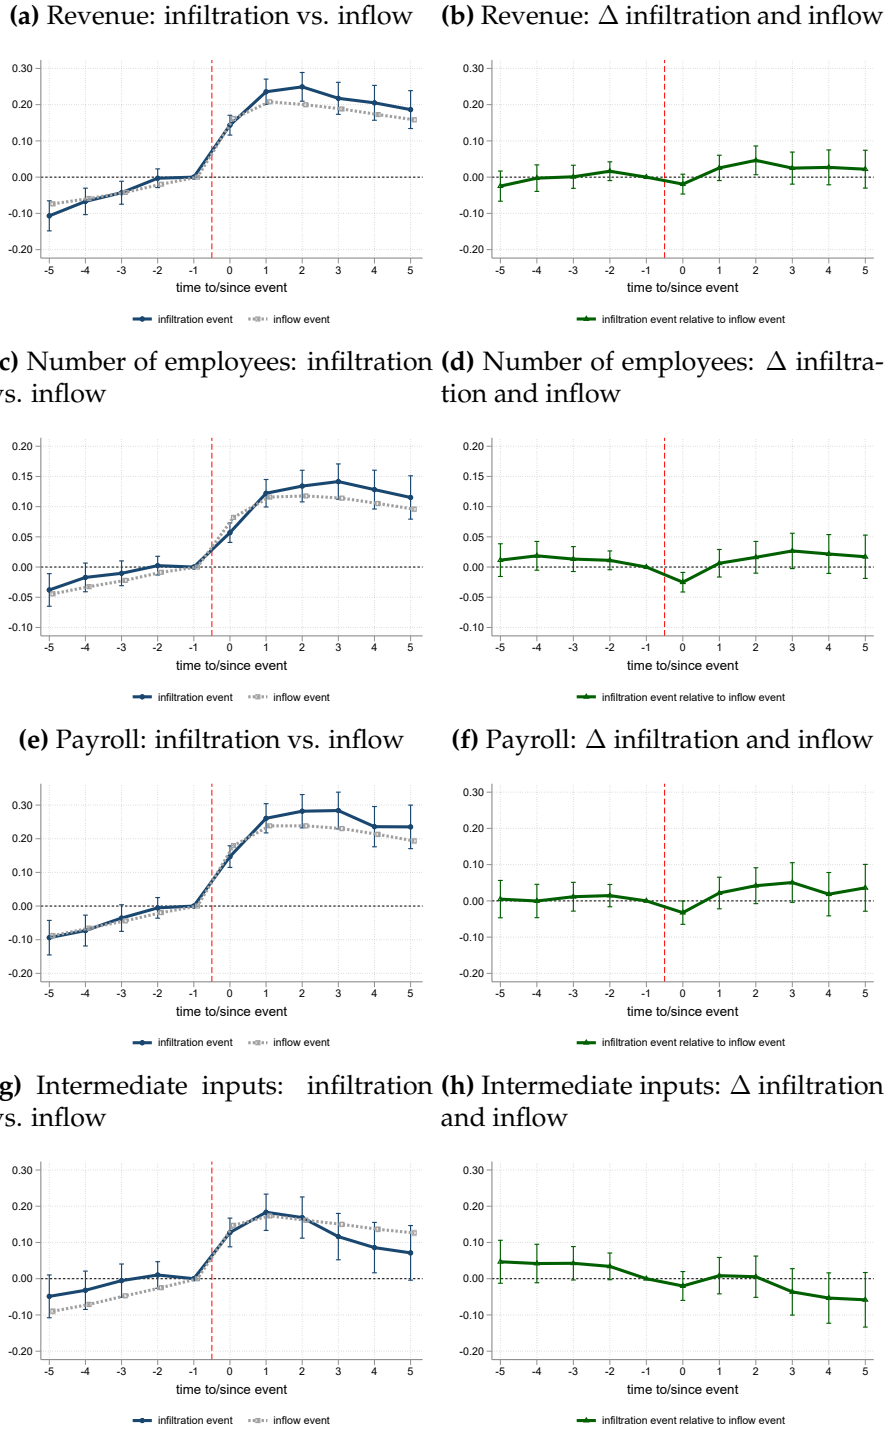 (a) Revenue: infiltration vs. inflow
(b) Revenue: Δ infiltration and inflow
0.30
0.20
0.10
0.00
-0.10
-0.20
-5 -4 -3 -2 -1 0 1 2 3 4 5
time to/since event
infiltration event inflow event
0.30
0.20
0.10
0.00
-0.10
-0.20
-5 -4 -3 -2 -1 0 1 2 3 4 5
time to/since event
infiltration event relative to inflow event
c) Number of employees: infiltration
vs. inflow
(d) Number of employees: Δ infiltra-
tion and inflow
0.20
0.15
0.10
0.05
0.00
-0.05
-0.10
-5 -4 -3 -2 -1 0 1 2 3 4 5
time to/since event
infiltration event inflow event
0.20
0.15
0.10
0.05
0.00
-0.05
-0.10
-5 -4 -3 -2 -1 0 1 2 3 4 5
time to/since event
infiltration event relative to inflow event
(e) Payroll: infiltration vs. inflow
(f) Payroll: Δ infiltration and inflow
0.30
0.20
0.10
0.00
-0.10
-0.20
-5 -4 -3 -2 -1 0 1 2 3 4 5
time to/since event
infiltration event inflow event
0.30
0.20
0.10
0.00
-0.10
-0.20
-5 -4 -3 -2 -1 0 1 2 3 4 5
time to/since event
infiltration event relative to inflow event
g) Intermediate inputs: infiltration
vs. inflow
(h) Intermediate inputs: Δ infiltration
and inflow
0.30
0.20
0.10
0.00
-0.10
-0.20
-5 -4 -3 -2 -1 0 1 2 3 4 5
time to/since event
infiltration event inflow event
0.30
0.20
0.10
0.00
-0.10
-0.20
-5 -4 -3 -2 -1 0 1 2 3 4 5
time to/since event
infiltration event relative to inflow event